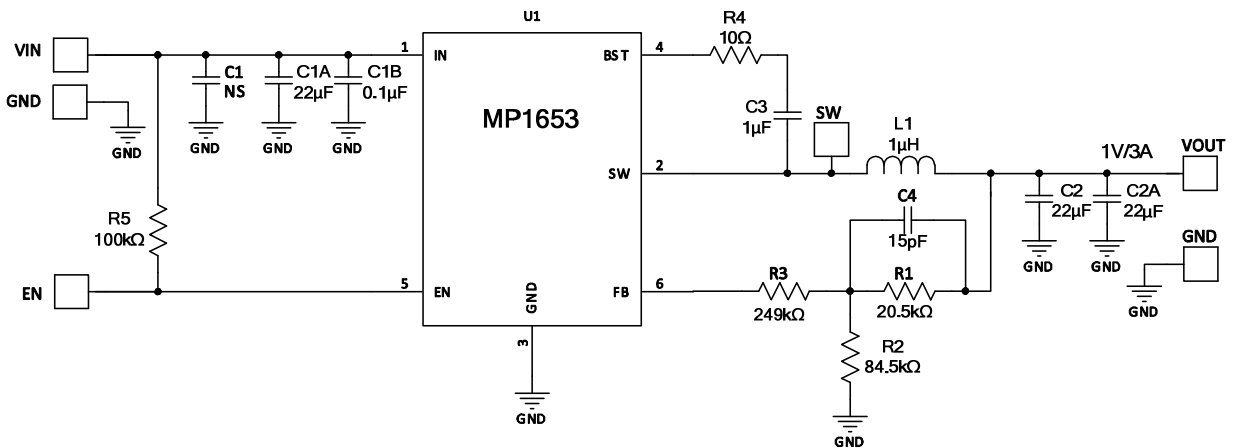 U1
VIN
GND
GND
C1
NS
GND
C1A
22µF
GND
C1B
0.1µF
GND
1
IN
MP1653
BST
4
R4
10Ω
C3
1µF
SW
SW
2
L1
1µH
1V/3A
VOUT
C2
22µF
GND
C2A
22µF
GND
GND
GND
R5
100kΩ
EN
5
EN
GND
3
GND
FB
6
R3
249kΩ
C4
15pF
R1
20.5kΩ
R2
84.5kΩ
GND